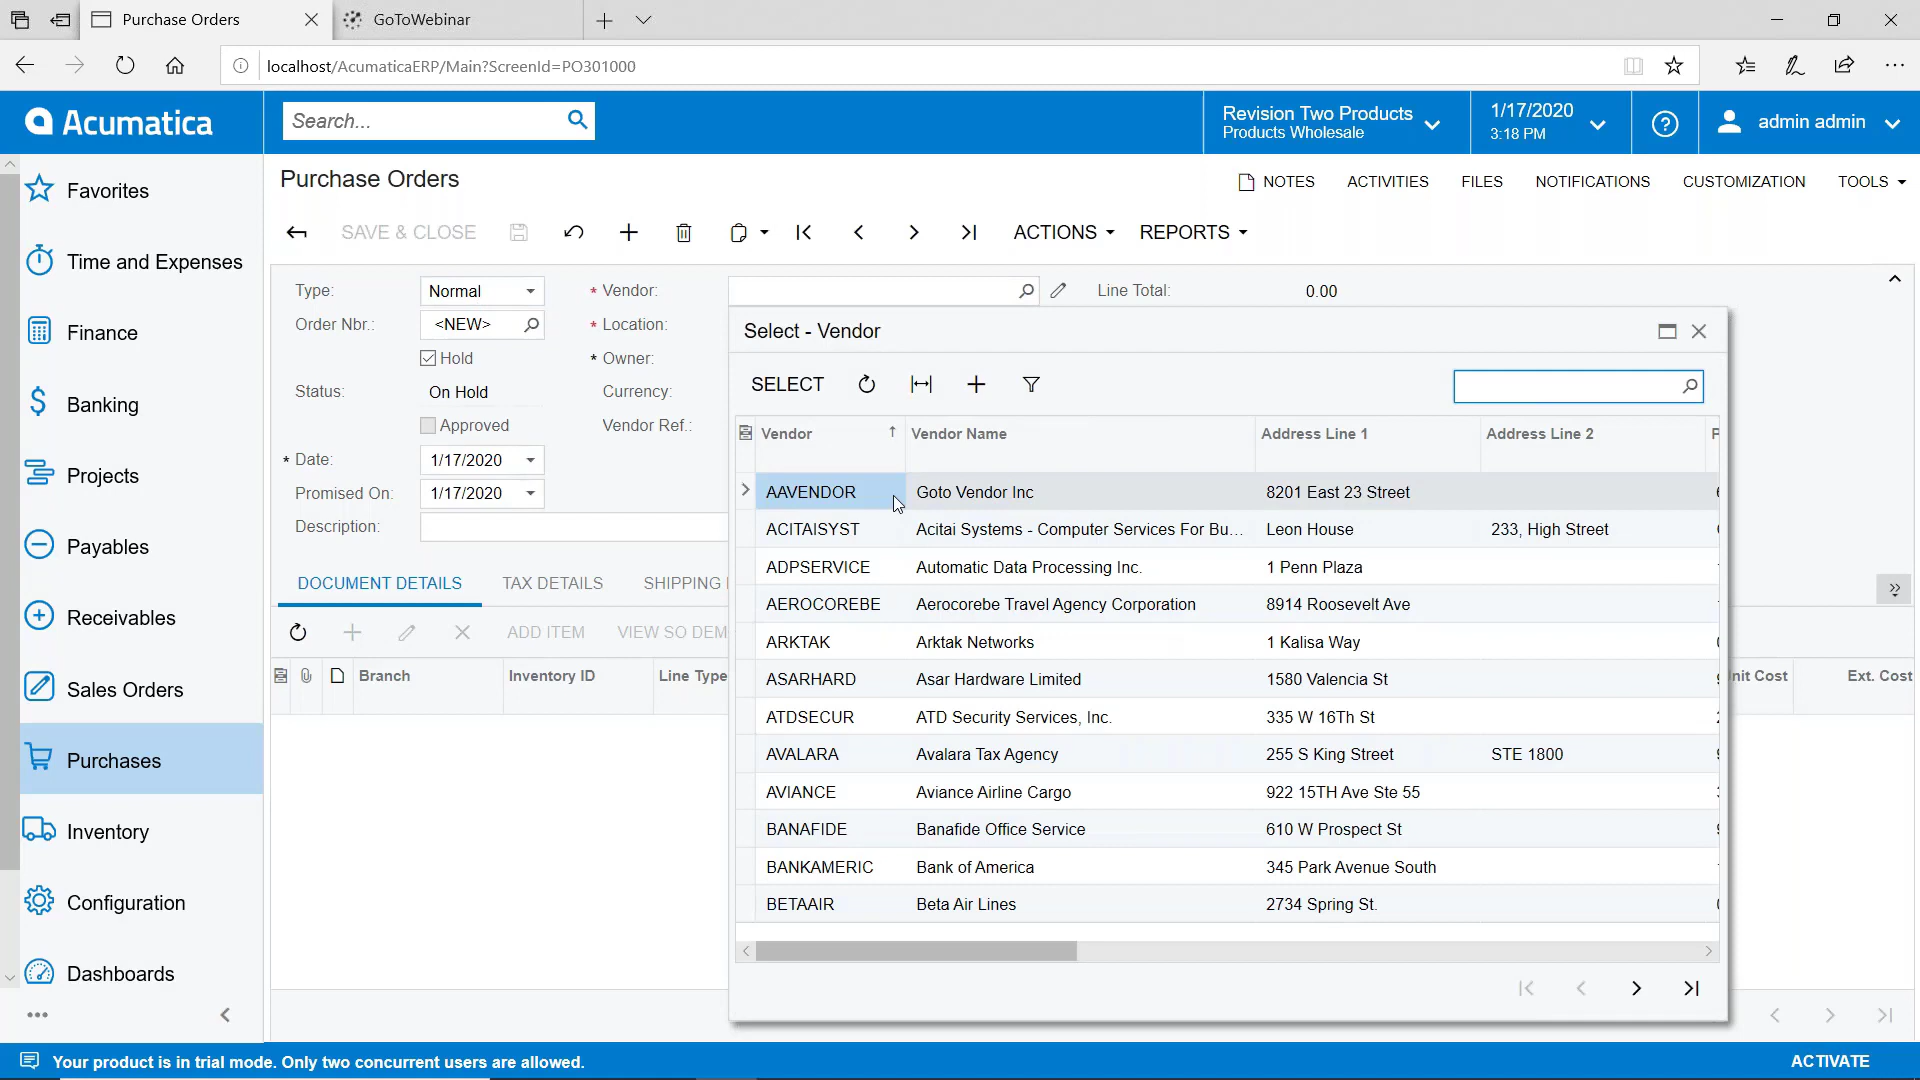 Purchase Orders
GoToWebinar
localhost/AcumaticaERP/Main?ScreenId=PO301000
Acumatica
Search...
Revision Two Products
Products Wholesale
1/17/2020
3:18 PM
admin admin
Favorites
Time and Expenses
Finance
Banking
Projects
Payables
Receivables
Sales Orders
Purchases
Inventory
Configuration
Dashboards
Purchase Orders
NOTES ACTIVITIES FILES NOTIFICATIONS CUSTOMIZATION TOOLS
SAVE & CLOSE ACTIONS REPORTS
Type: Normal * Vendor: Line Total: 0.00
Order Nbr.: <NEW> * Location:
Hold * Owner:
Status: On Hold Currency:
Approved Vendor Ref.:
* Date: 1/17/2020
Promised On: 1/17/2020
Description:
DOCUMENT DETAILS TAX DETAILS SHIPPING
ADD ITEM VIEW SO DEM
Branch Inventory ID Line Type nit Cost Ext. Cost
Select - Vendor
SELECT
Vendor Vendor Name Address Line 1 Address Line 2
AAVENDOR Goto Vendor Inc 8201 East 23 Street
ACITAISYST Acitai Systems - Computer Services For Bu... Leon House 233, High Street
ADPSERVICE Automatic Data Processing Inc. 1 Penn Plaza
AEROCOREBE Aerocorebe Travel Agency Corporation 8914 Roosevelt Ave
ARKTAK Arktak Networks 1 Kalisa Way
ASARHARD Asar Hardware Limited 1580 Valencia St
ATDSECUR ATD Security Services, Inc. 335 W 16Th St
AVALARA Avalara Tax Agency 255 S King Street STE 1800
AVIANCE Aviance Airline Cargo 922 15TH Ave Ste 55
BANAFIDE Banafide Office Service 610 W Prospect St
BANKAMERIC Bank of America 345 Park Avenue South
BETAAIR Beta Air Lines 2734 Spring St.
Your product is in trial mode. Only two concurrent users are allowed.
ACTIVATE